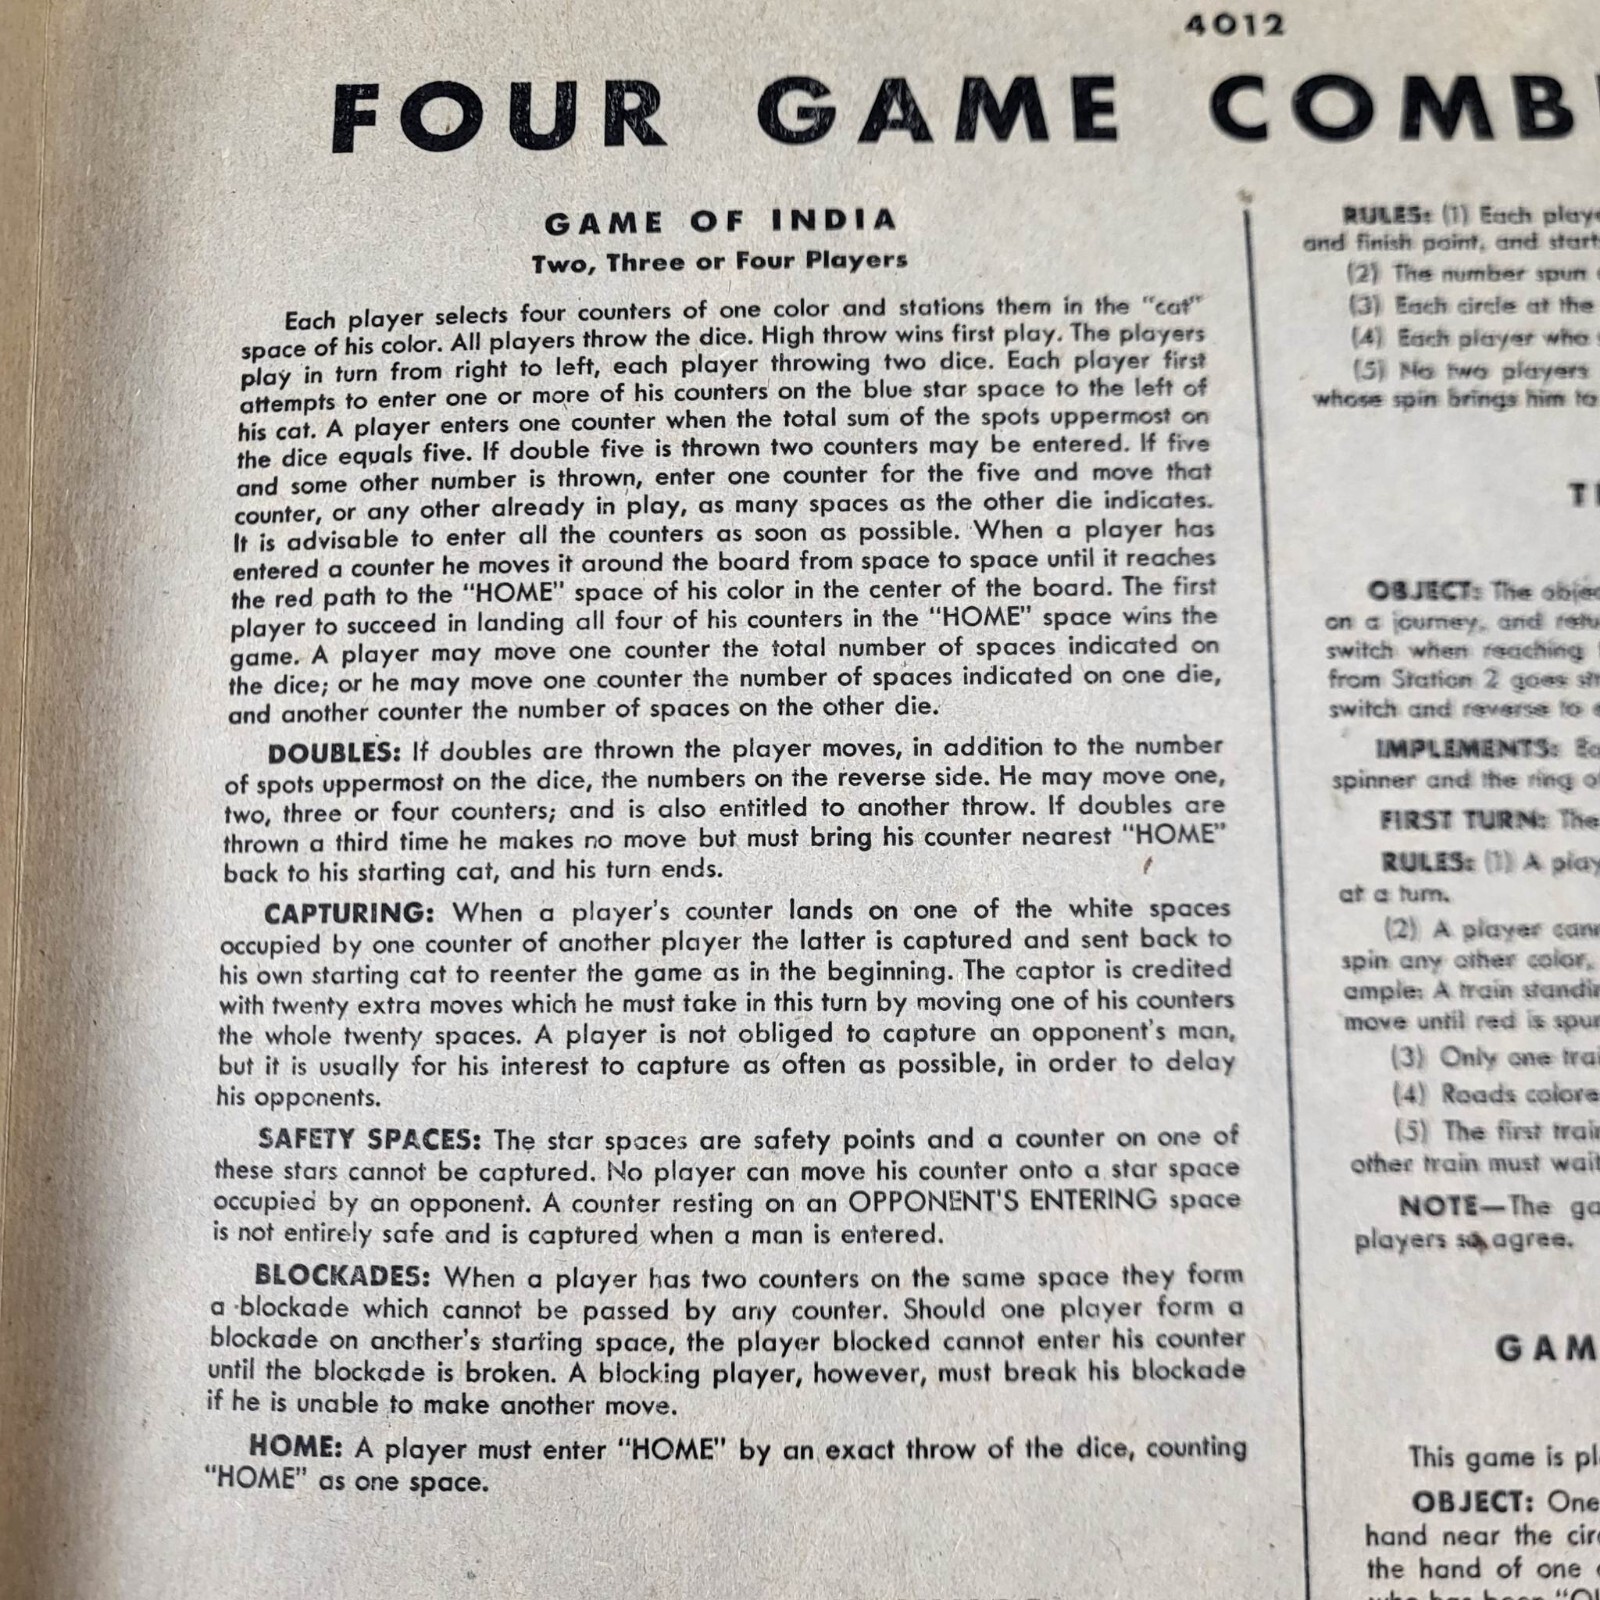 4012
FOUR GAME COMB
GAME OF INDIA
Two, Three or Four Players
Each player selects four counters of one color and stations them in the "cat"
space of his color. All players throw the dice. High throw wins first play. The players
play in turn from right to left, each player throwing two dice. Each player first
attempts to enter one or more of his counters on the blue star space to the left of
his cat. A player enters one counter when the total sum of the spots uppermost on
the dice equals five. If double five is thrown two counters may be entered. If five
and some other number is thrown, enter one counter for the five and move that
counter, or any other already in play, as many spaces as the other die indicates.
It is advisable to enter all the counters as soon as possible. When a player has
entered a counter he moves it around the board from space to space until it reaches
the red path to the "HOME" space of his color in the center of the board. The first
player to succeed in landing all four of his counters in the "HOME" space wins the
game. A player may move one counter the total number of spaces indicated on
the dice; or he may move one counter the number of spaces indicated on one die,
and another counter the number of spaces on the other die.
DOUBLES: If doubles are thrown the player moves, in addition to the number
of spots uppermost on the dice, the numbers on the reverse side. He may move one,
two, three or four counters; and is also entitled to another throw. If doubles are
thrown a third time he makes no move but must bring his counter nearest "HOME"
back to his starting cat, and his turn ends.
CAPTURING: When a player's counter lands on one of the white spaces
occupied by one counter of another player the latter is captured and sent back to
his own starting cat to reenter the game as in the beginning. The captor is credited
with twenty extra moves which he must take in this turn by moving one of his counters
the whole twenty spaces. A player is not obliged to capture an opponent's man,
but it is usually for his interest to capture as often as possible, in order to delay
his opponents.
SAFETY SPACES: The star spaces are safety points and a counter on one of
these stars cannot be captured. No player can move his counter onto a star space
occupied by an opponent. A counter resting on an OPPONENT'S ENTERING space
is not entirely safe and is captured when a man is entered.
BLOCKADES: When a player has two counters on the same space they form
a blockade which cannot be passed by any counter. Should one player form a
blockade on another's starting space, the player blocked cannot enter his counter
until the blockade is broken. A blocking player, however, must break his blockade
if he is unable to make another move.
HOME: A player must enter "HOME" by an exact throw of the dice, counting
"HOME" as one space.
RULES: (1) Each
and finish point, and
(2) The number spun
(3) Each circle at the
(4) Each player who
(5) No two players
whose spin brings him to
OBJECT: The
on a journey, and
switch when reaching
from Station 2 goes
switch and reverse to
IMPLEMENTS:
spinner and the ring
FIRST TURN: The
RULES: (1) A
at a turn.
(2) A player
spin any other color,
ample: A train
move until red is
(3) Only one
(4) Roads
(5) The first
other train must
NOTE—The
players so agree.
GAM
This game is
OBJECT: One
hand near the
the hand of one